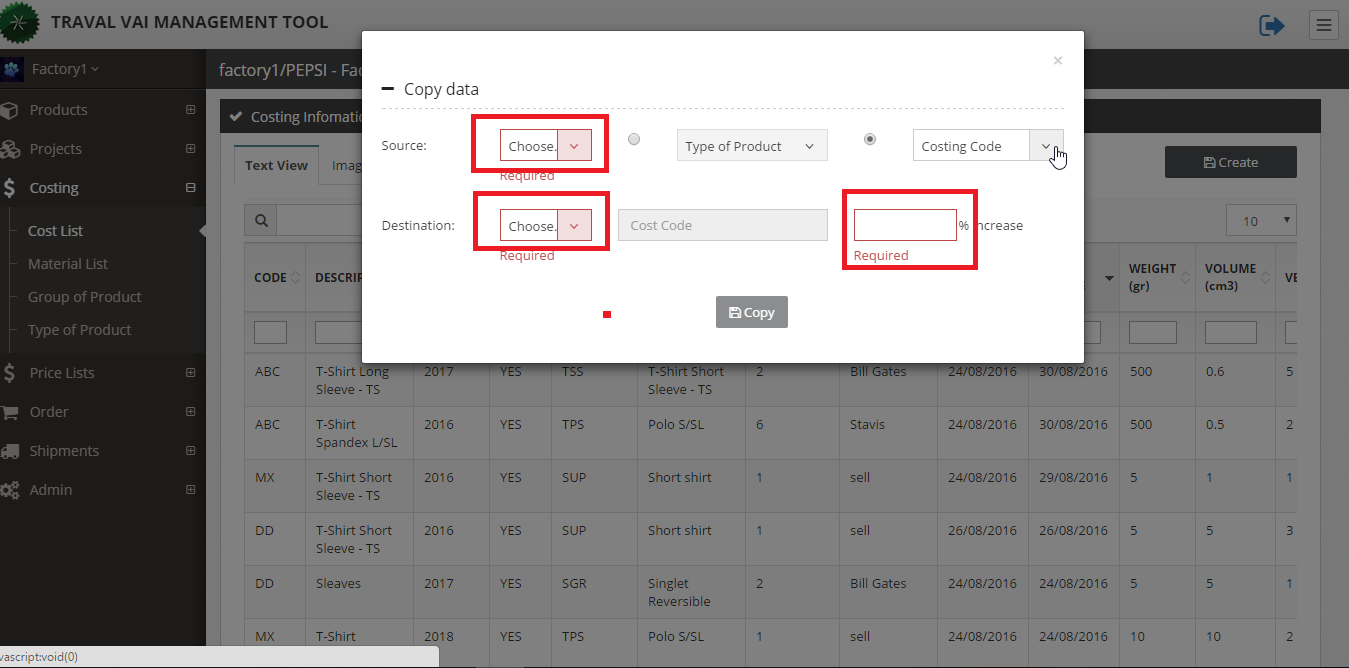 TRAVAL VAI MANAGEMENT TOOL
Factory1
factory1/PEPSI - Fac
Products
Projects
Costing
Cost List
Material List
Group of Product
Type of Product
Price Lists
Order
Shipments
Admin
Costing Infomatio
Text View Imag
Create
10
×
Copy data
Source: Choose. Type of Product Costing Code
Required
Destination: Choose. Cost Code % Increase
Required Required
Copy
CODE DESCRIP WEIGHT (gr) VOLUME (cm3) VE
ABC T-Shirt Long Sleeve - TS 2017 YES TSS T-Shirt Short Sleeve - TS 2 Bill Gates 24/08/2016 30/08/2016 500 0.6 5
ABC T-Shirt Spandex L/SL 2016 YES TPS Polo S/SL 6 Stavis 24/08/2016 30/08/2016 500 0.5 2
MX T-Shirt Short Sleeve - TS 2016 YES SUP Short shirt 1 sell 24/08/2016 29/08/2016 5 1 1
DD T-Shirt Short Sleeve - TS 2016 YES SUP Short shirt 1 sell 26/08/2016 26/08/2016 5 5 3
DD Sleaves 2017 YES SGR Singlet Reversible 2 Bill Gates 24/08/2016 24/08/2016 5 5 1
MX T-Shirt 2018 YES TPS Polo S/SL 1 sell 24/08/2016 24/08/2016 10 10 2
vascript:void(0)